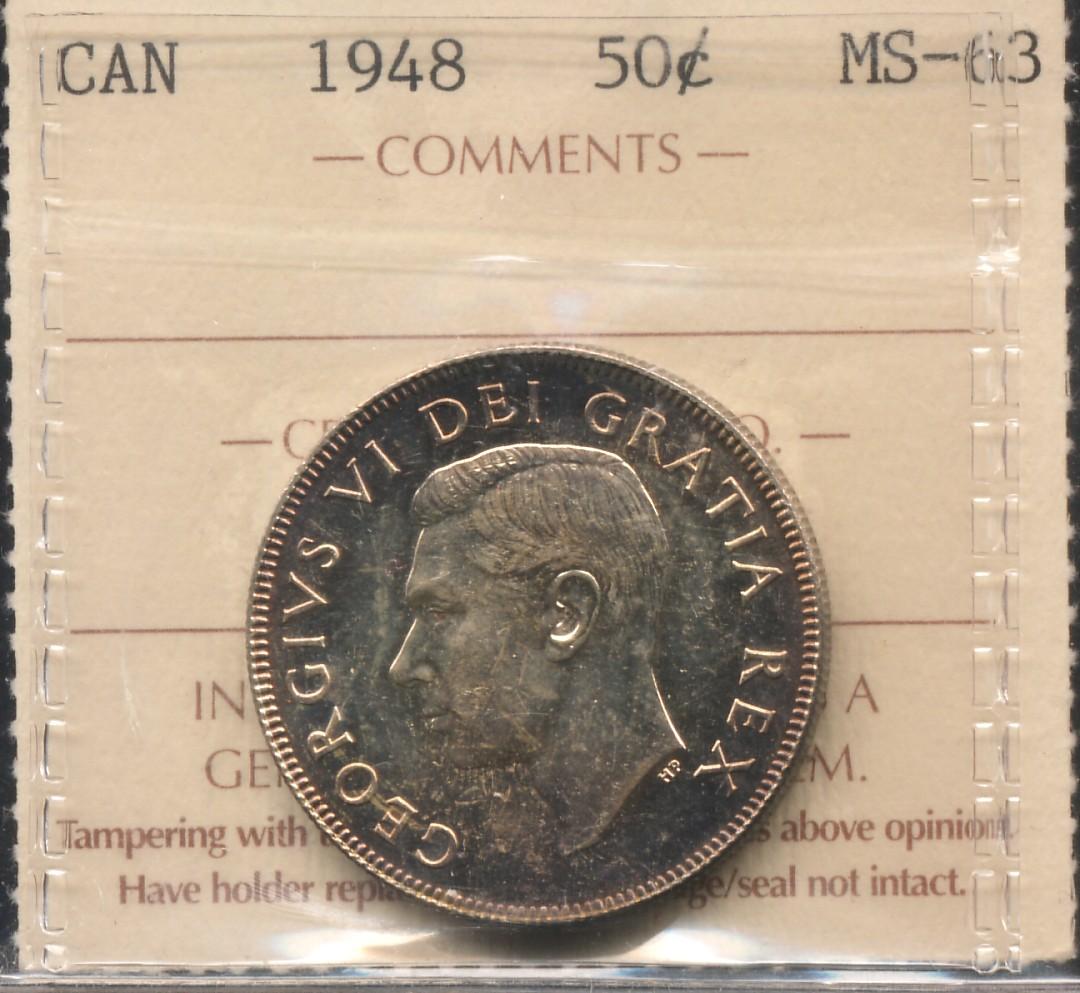 CAN 1948 50¢ MS-63
— COMMENTS —
GEORGIVS VI DEI GRATIA REX
HP
IN A
Tampering with above opinion.
Have holder not intact.